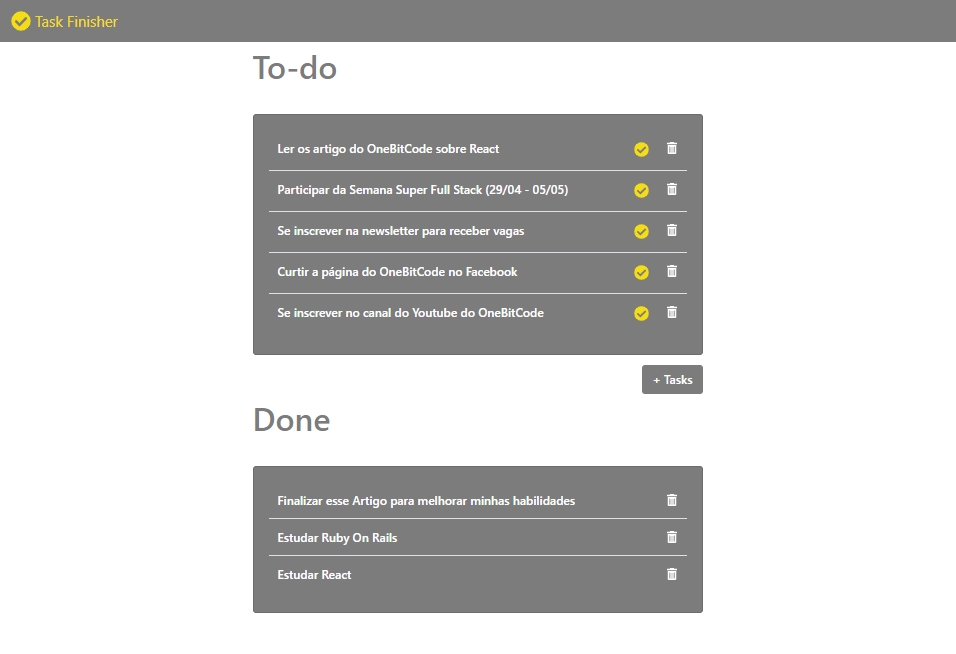 Task Finisher
To-do
Ler os artigo do OneBitCode sobre React
Participar da Semana Super Full Stack (29/04 - 05/05)
Se inscrever na newsletter para receber vagas
Curtir a página do OneBitCode no Facebook
Se inscrever no canal do Youtube do OneBitCode
+ Tasks
Done
Finalizar esse Artigo para melhorar minhas habilidades
Estudar Ruby On Rails
Estudar React